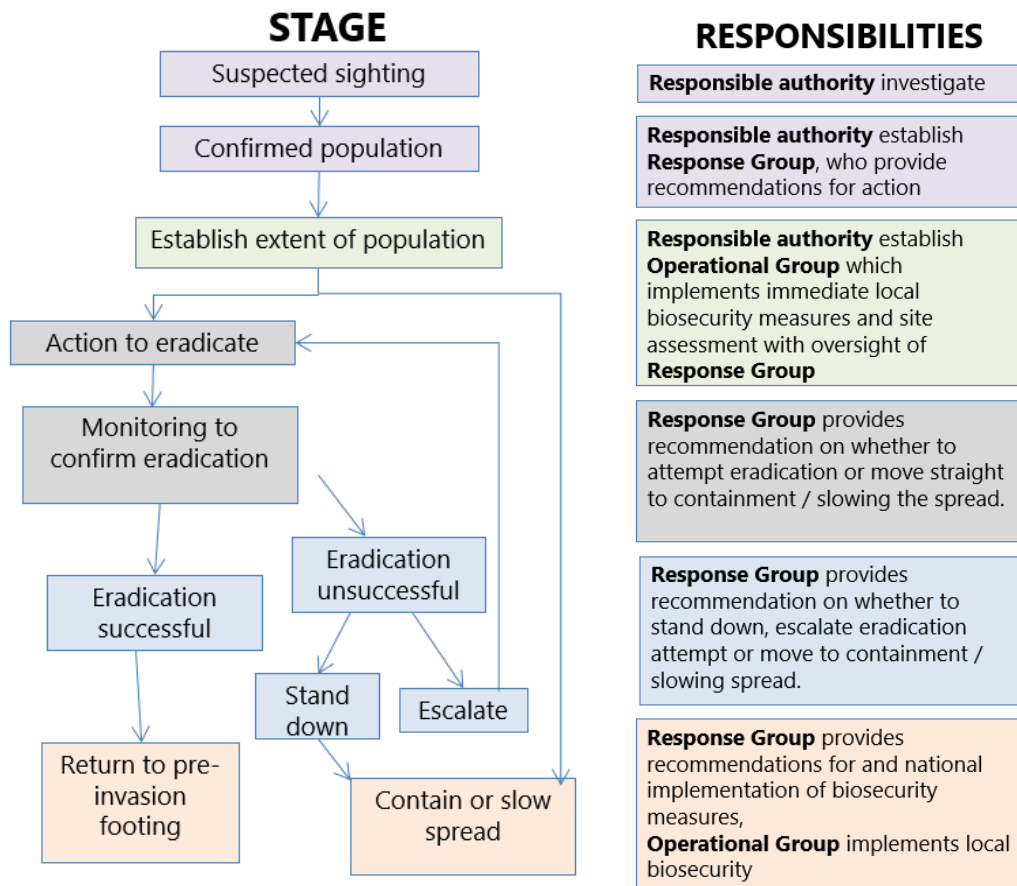 STAGE
Suspected sighting
Confirmed population
Establish extent of population
Action to eradicate
Monitoring to
confirm eradication
Eradication
unsuccessful
Eradication
successful
Stand
down
Escalate
Return to pre-
invasion
footing
Contain or slow
spread
RESPONSIBILITIES
Responsible authority investigate
Responsible authority establish
Response Group, who provide
recommendations for action
Responsible authority establish
Operational Group which
implements immediate local
biosecurity measures and site
assessment with oversight of
Response Group
Response Group provides
recommendation on whether to
attempt eradication or move straight
to containment / slowing the spread.
Response Group provides
recommendation on whether to
stand down, escalate eradication
attempt or move to containment /
slowing spread.
Response Group provides
recommendations for and national
implementation of biosecurity
measures,
Operational Group implements local
biosecurity